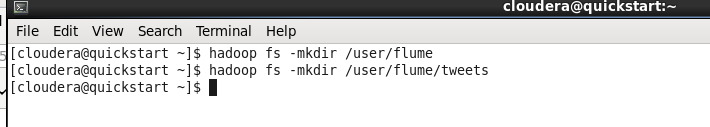 cloudera@quickstart:~
File Edit View Search Terminal Help
[cloudera@quickstart ~]$ hadoop fs -mkdir /user/flume
[cloudera@quickstart ~]$ hadoop fs -mkdir /user/flume/tweets
[cloudera@quickstart ~]$